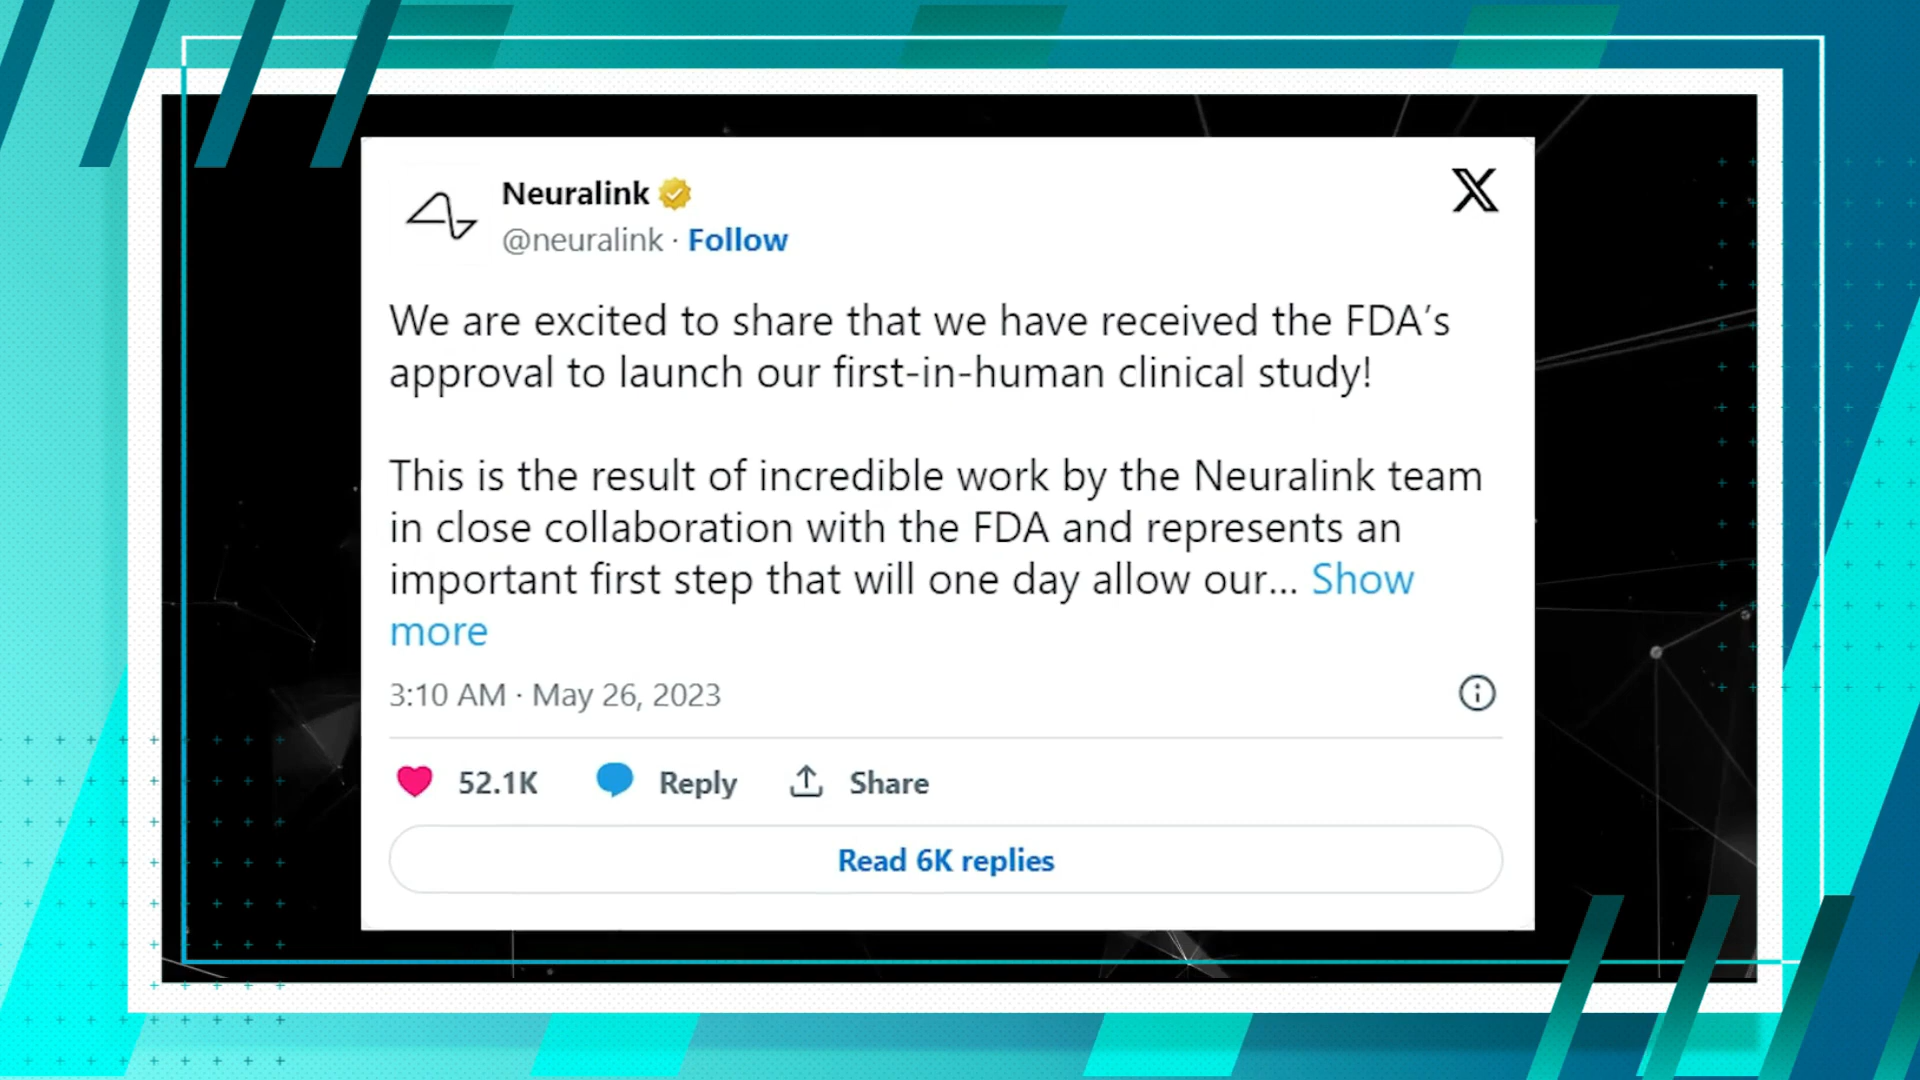 Neuralink
@neuralink · Follow
We are excited to share that we have received the FDA’s
approval to launch our first-in-human clinical study!
This is the result of incredible work by the Neuralink team
in close collaboration with the FDA and represents an
important first step that will one day allow our... Show
more
3:10 AM · May 26, 2023
52.1K Reply Share
Read 6K replies